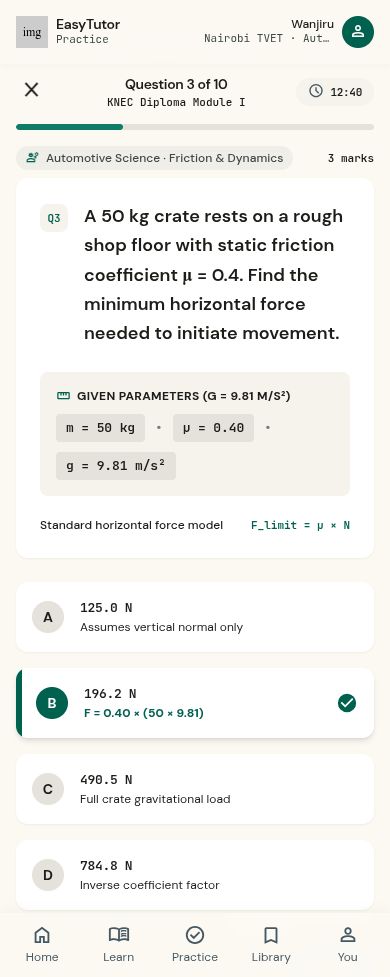 img
EasyTutor
Practice
Wanjiru
Nairobi TVET · Aut…
Question 3 of 10
KNEC Diploma Module I
12:40
Automotive Science · Friction & Dynamics
3 marks
Q3
A 50 kg crate rests on a rough
shop floor with static friction
coefficient μ = 0.4. Find the
minimum horizontal force
needed to initiate movement.
GIVEN PARAMETERS (G = 9.81 M/S²)
m = 50 kg • μ = 0.40 •
g = 9.81 m/s²
Standard horizontal force model
F_limit = μ × N
A
125.0 N
Assumes vertical normal only
B
196.2 N
F = 0.40 × (50 × 9.81)
C
490.5 N
Full crate gravitational load
D
784.8 N
Inverse coefficient factor
Home
Learn
Practice
Library
You